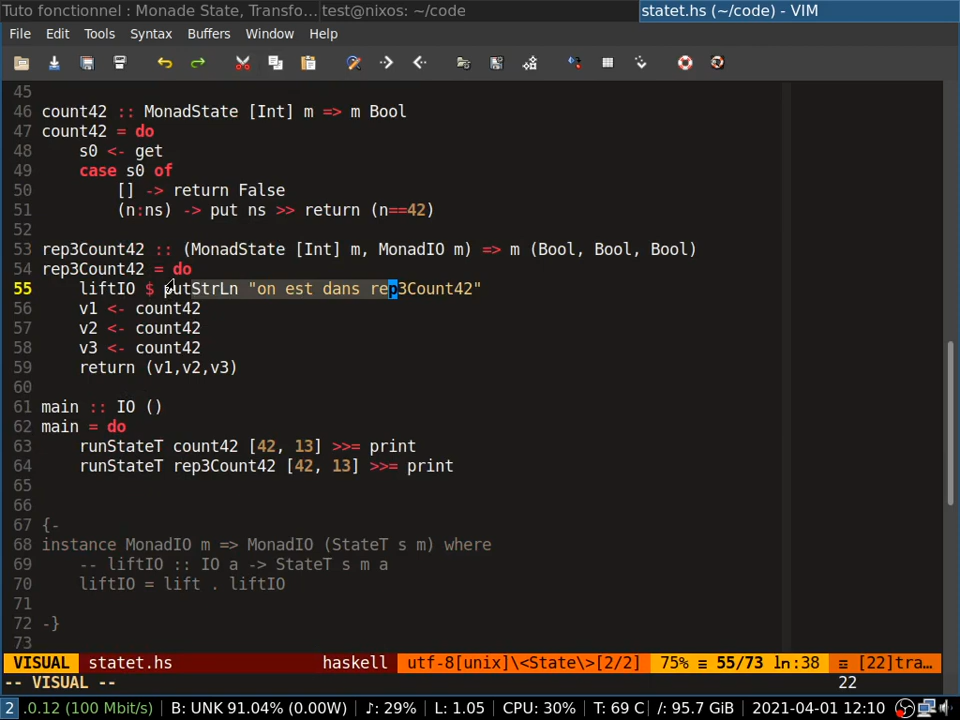 Tuto fonctionnel : Monade State, Transfo... test@nixos: ~/code statet.hs (~/code) - VIM
File Edit Tools Syntax Buffers Window Help
45
46 count42 :: MonadState [Int] m => m Bool
47 count42 = do
48     s0 <- get
49     case s0 of
50         [] -> return False
51         (n:ns) -> put ns >> return (n==42)
52
53 rep3Count42 :: (MonadState [Int] m, MonadIO m) => m (Bool, Bool, Bool)
54 rep3Count42 = do
55     liftIO $ putStrLn "on est dans rep3Count42"
56     v1 <- count42
57     v2 <- count42
58     v3 <- count42
59     return (v1,v2,v3)
60
61 main :: IO ()
62 main = do
63     runStateT count42 [42, 13] >>= print
64     runStateT rep3Count42 [42, 13] >>= print
65
66
67 {-
68 instance MonadIO m => MonadIO (StateT s m) where
69     -- liftIO :: IO a -> StateT s m a
70     liftIO = lift . liftIO
71
72 -}
73
VISUAL statet.hs haskell utf-8[unix]\<State\>[2/2] 75% ≡ 55/73 ln:38 ☲ [22]tra...
-- VISUAL -- 22
2 .0.12 (100 Mbit/s) B: UNK 91.04% (0.00W) ♪: 29% L: 1.05 CPU: 30% T: 69 C /: 95.7 GiB 2021-04-01 12:10